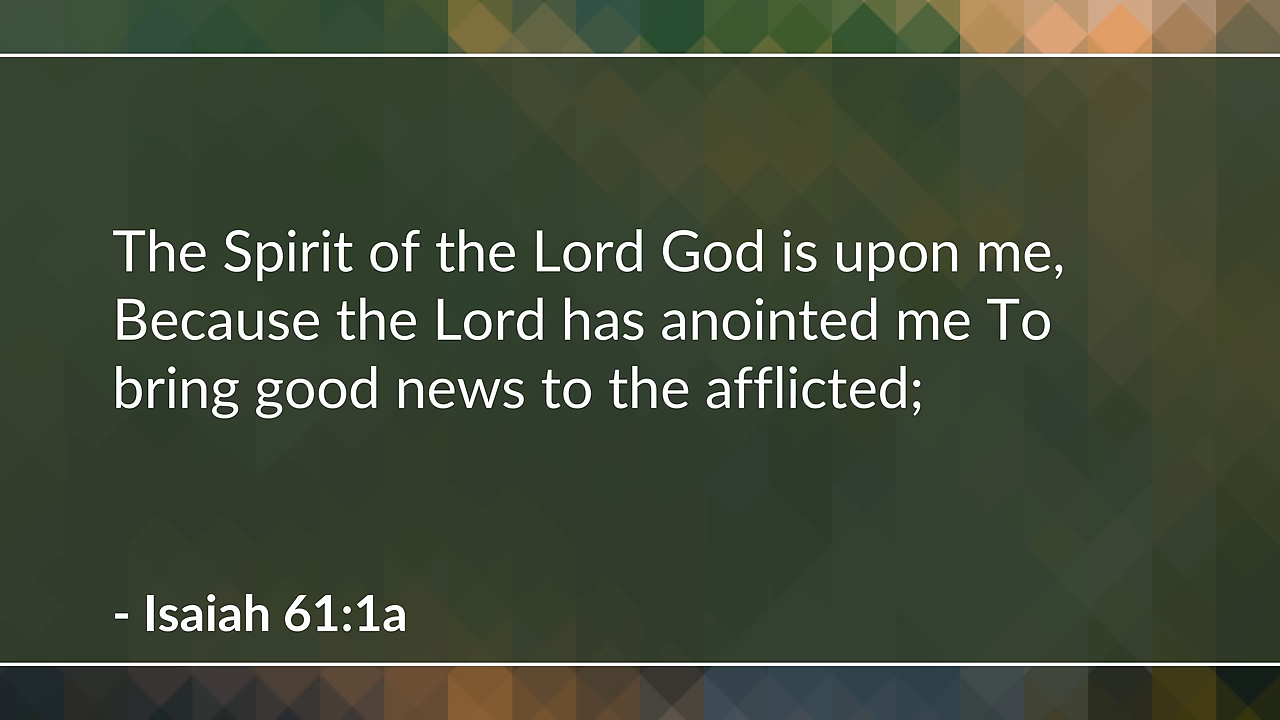 The Spirit of the Lord God is upon me,
Because the Lord has anointed me To
bring good news to the afflicted;
- Isaiah 61:1a